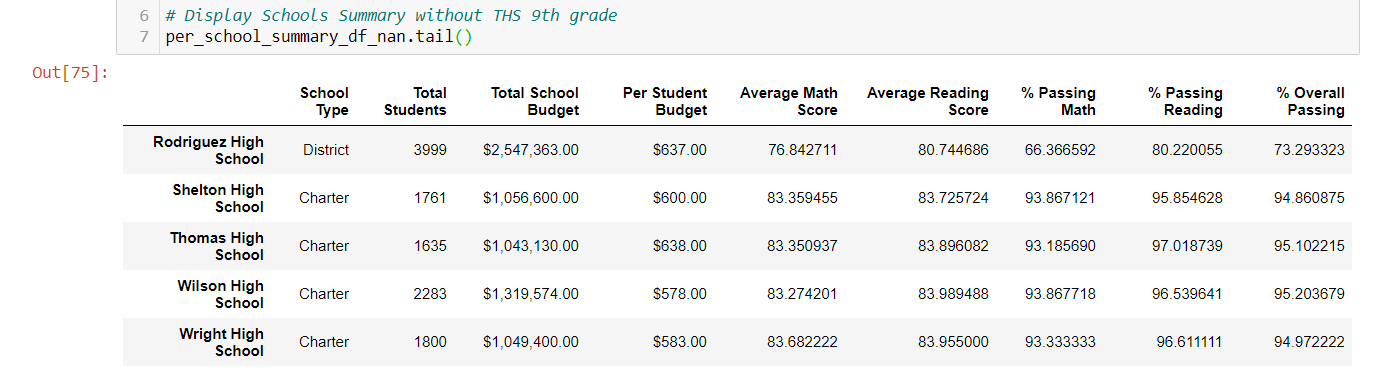 6 # Display Schools Summary without THS 9th grade
7 per_school_summary_df_nan.tail()
Out[75]:
School Type Total Students Total School Budget Per Student Budget Average Math Score Average Reading Score % Passing Math % Passing Reading % Overall Passing
Rodriguez High School District 3999 $2,547,363.00 $637.00 76.842711 80.744686 66.366592 80.220055 73.293323
Shelton High School Charter 1761 $1,056,600.00 $600.00 83.359455 83.725724 93.867121 95.854628 94.860875
Thomas High School Charter 1635 $1,043,130.00 $638.00 83.350937 83.896082 93.185690 97.018739 95.102215
Wilson High School Charter 2283 $1,319,574.00 $578.00 83.274201 83.989488 93.867718 96.539641 95.203679
Wright High School Charter 1800 $1,049,400.00 $583.00 83.682222 83.955000 93.333333 96.611111 94.972222